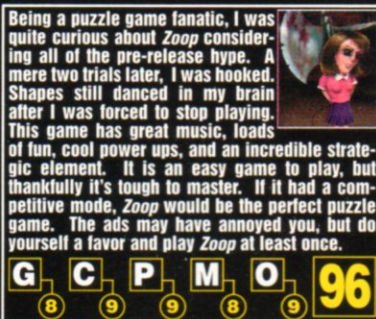 Being a puzzle game fanatic, I was
quite curious about Zoop consider-
ing all of the pre-release hype. A
mere two trials later, I was hooked.
Shapes still danced in my brain
after I was forced to stop playing.
This game has great music, loads
of fun, cool power ups, and an incredible strate-
gic element. It is an easy game to play, but
thankfully it's tough to master. If it had a com-
petitive mode, Zoop would be the perfect puzzle
game. The ads may have annoyed you, but do
yourself a favor and play Zoop at least once.
G C P M O 96
8 9 9 8 9